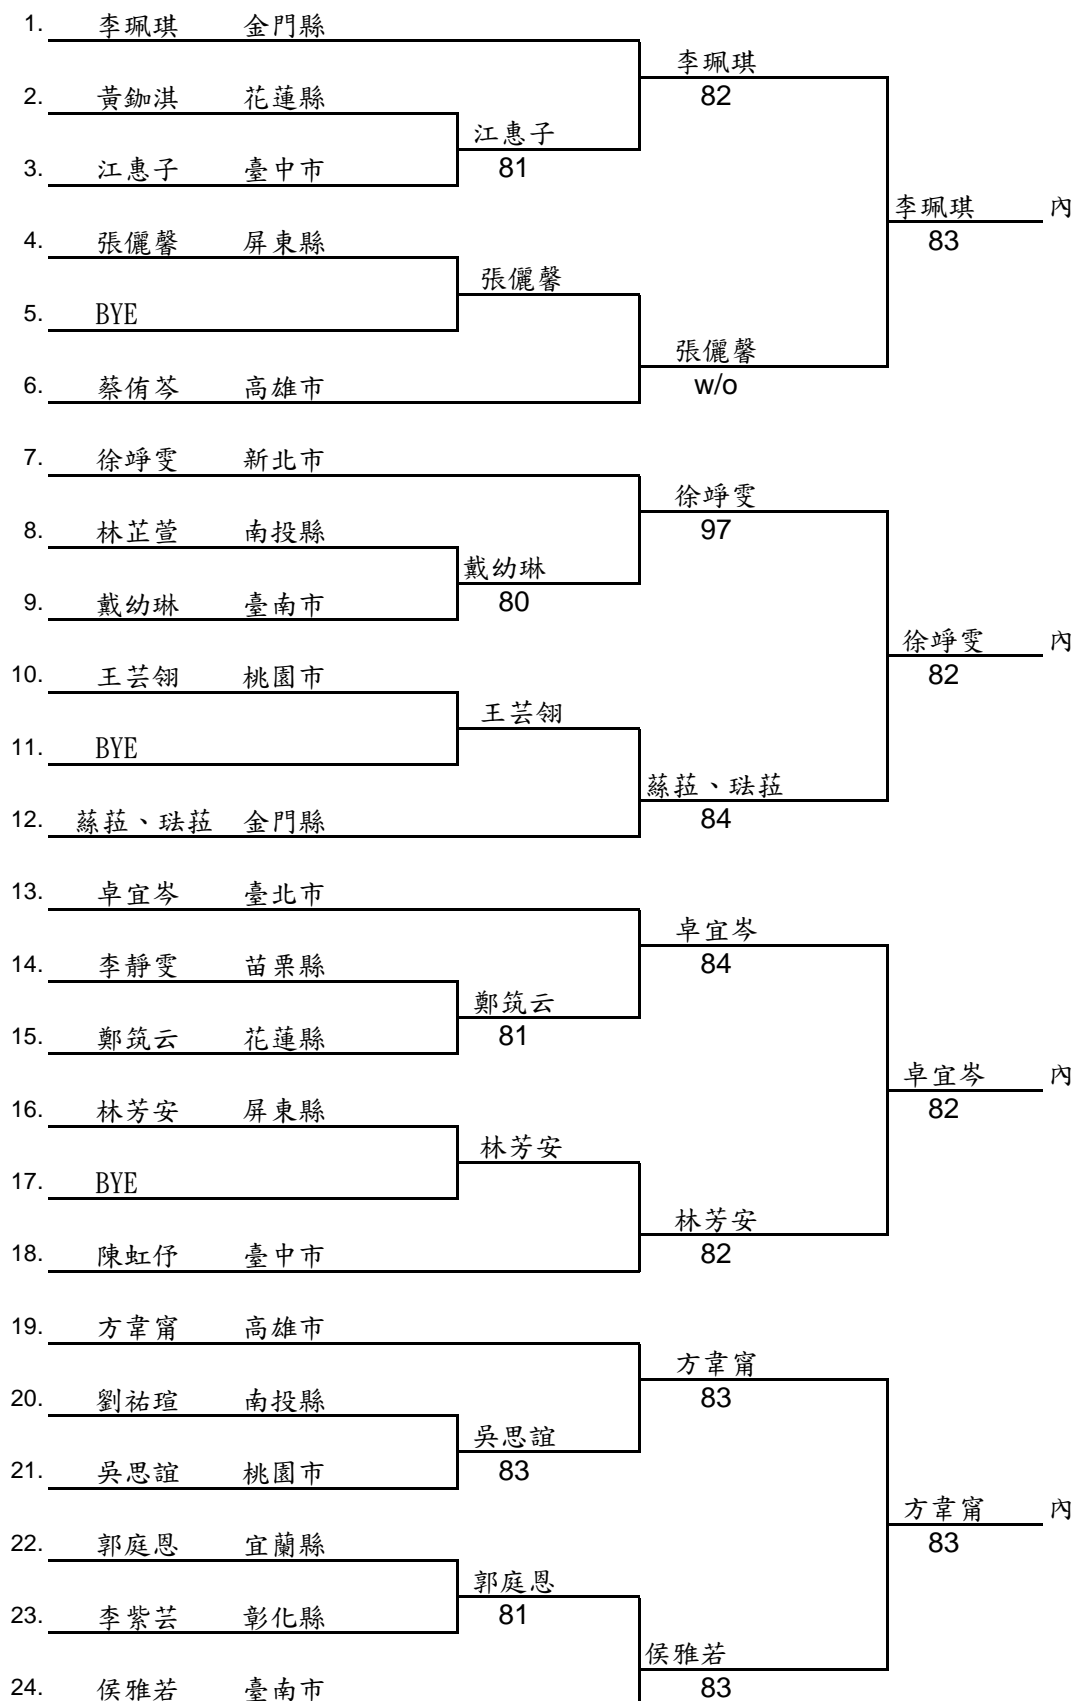 1. 李珮琪 金門縣
李珮琪
2. 黃鉫淇 花蓮縣
82
江惠子
3. 江惠子 臺中市
81
李珮琪 內
4. 張儷馨 屏東縣
83
張儷馨
5. BYE
張儷馨
6. 蔡侑芩 高雄市
w/o
7. 徐竫雯 新北市
徐竫雯
8. 林芷萱 南投縣
97
戴幼琳
9. 戴幼琳 臺南市
80
徐竫雯 內
10. 王芸翎 桃園市
82
王芸翎
11. BYE
蕬菈、琺菈
12. 蕬菈、琺菈 金門縣
84
13. 卓宜岑 臺北市
卓宜岑
14. 李靜雯 苗栗縣
84
鄭筑云
15. 鄭筑云 花蓮縣
81
卓宜岑 內
16. 林芳安 屏東縣
82
林芳安
17. BYE
林芳安
18. 陳虹伃 臺中市
82
19. 方韋甯 高雄市
方韋甯
20. 劉祐瑄 南投縣
83
吳思誼
21. 吳思誼 桃園市
83
方韋甯 內
22. 郭庭恩 宜蘭縣
83
郭庭恩
23. 李紫芸 彰化縣
81
侯雅若
24. 侯雅若 臺南市
83